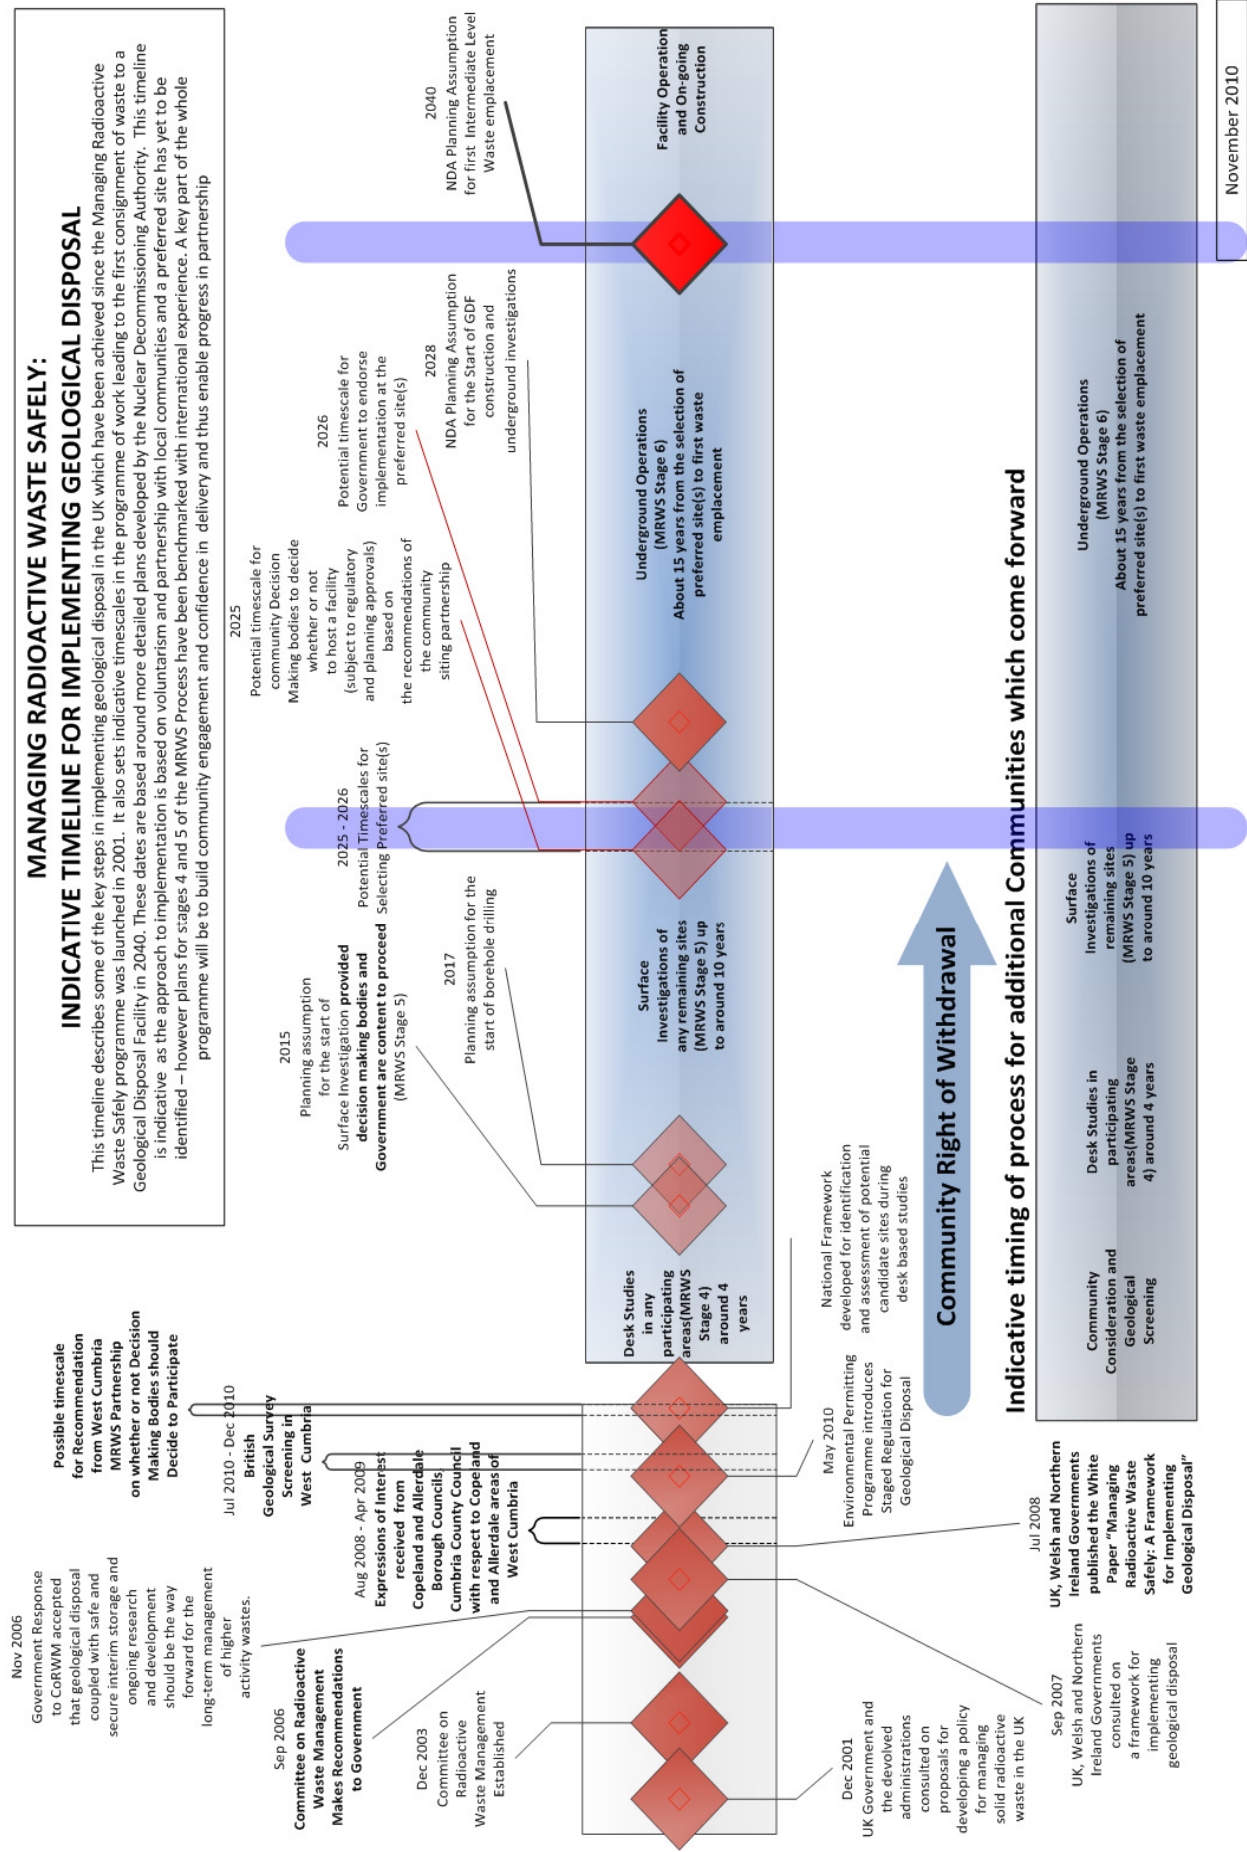 MANAGING RADIOACTIVE WASTE SAFELY:
INDICATIVE TIMELINE FOR IMPLEMENTING GEOLOGICAL DISPOSAL
This timeline describes some of the key steps in implementing geological disposal in the UK which have been achieved since the Managing Radioactive
Waste Safely programme was launched in 2001.  It also sets indicative timescales in the programme of work leading to the first consignment of waste to a
Geological Disposal Facility in 2040. These dates are based around more detailed plans developed by the Nuclear Decommissioning Authority.  This timeline
is indicative  as the approach to implementation is based on voluntarism and partnership with local communities and a preferred site has yet to be
identified – however plans for stages 4 and 5 of the MRWS Process have been benchmarked with international experience. A key part of the whole
programme will be to build community engagement and confidence in  delivery and thus enable progress in partnership
Nov 2006
Government Response
to CoRWM accepted
that geological disposal
coupled with safe and
secure interim storage and
ongoing research
and development
should be the way
forward for the
long-term management
of higher
activity wastes.
Possible timescale
for Recommendation
from West Cumbria
MRWS Partnership
on whether or not Decision
Making Bodies should
Decide to Participate
Jul 2010 - Dec 2010
British
Geological Survey
Screening in
West  Cumbria
Sep 2006
Committee on Radioactive
Waste Management
Makes Recommendations
to Government
Aug 2008 - Apr 2009
Expressions of Interest
received  from
Copeland and Allerdale
Borough Councils,
Cumbria County Council
with respect to Copeland
and Allerdale areas of
West Cumbria
Dec 2003
Committee on
Radioactive
Waste Management
Established
2015
Planning assumption
for the start of
Surface Investigation provided
decision making bodies and
Government are content to proceed
(MRWS Stage 5)
2017
Planning assumption for the
start of borehole drilling
2025 - 2026
Potential Timescales for
Selecting Preferred site(s)
2025
Potential timescale for
community Decision
Making bodies to decide
whether or not
to host a facility
(subject to regulatory
and planning approvals)
based on
the recommendations of
the community
siting partnership
2026
Potential timescale for
Government to endorse
implementation at the
preferred site(s)
2028
NDA Planning Assumption
for the Start of GDF
construction and
underground investigations
2040
NDA Planning Assumption
for first  Intermediate Level
Waste emplacement
Desk Studies
in any
participating
areas(MRWS
Stage 4)
around 4
years
Surface
Investigations of
any remaining sites
(MRWS Stage 5) up
to around 10 years
Underground Operations
(MRWS Stage 6)
About 15 years from the selection of
preferred site(s) to first waste
emplacement
Facility Operation
and On-going
Construction
Dec 2001
UK Government and
the devolved
administrations
consulted on
proposals for
developing a policy
for managing
solid radioactive
waste in the UK
Sep 2007
UK, Welsh and Northern
Ireland Governments
consulted on
a framework for
implementing
geological disposal
Jul 2008
UK, Welsh and Northern
Ireland Governments
published the White
Paper “Managing
Radioactive Waste
Safely: A Framework
for Implementing
Geological Disposal”
May 2010
Environmental Permitting
Programme introduces
Staged Regulation for
Geological Disposal
National Framework
developed for identification
and assessment of potential
candidate sites during
desk based studies
Community Right of Withdrawal
Indicative timing of process for additional Communities which come forward
Community
Consideration and
Geological
Screening
Desk Studies in
participating
areas(MRWS Stage
4) around 4 years
Surface
Investigations of
remaining sites
(MRWS Stage 5) up
to around 10 years
Underground Operations
(MRWS Stage 6)
About 15 years from the selection of
preferred site(s) to first waste emplacement
November 2010